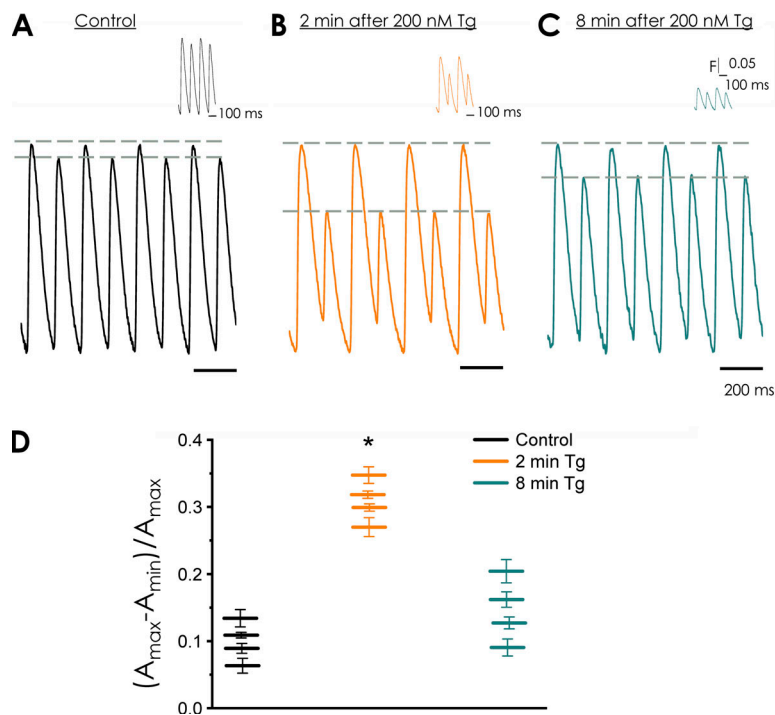 A Control
B 2 min after 200 nM Tg
C 8 min after 200 nM Tg
100 ms
100 ms
F 0.05
100 ms
200 ms
D
(Amax-Amin)/Amax
0.4
0.3
0.2
0.1
0.0
*
Control
2 min Tg
8 min Tg